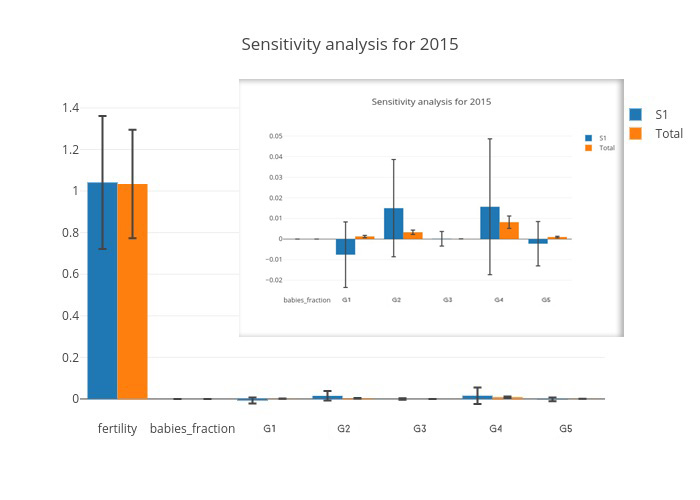 Sensitivity analysis for 2015
1.4
1.2
1
0.8
0.6
0.4
0.2
0
fertility babies_fraction G1 G2 G3 G4 G5
S1
Total
Sensitivity analysis for 2015
0.05
0.04
0.03
0.02
0.01
0
−0.01
−0.02
babies_fraction G1 G2 G3 G4 G5
S1
Total